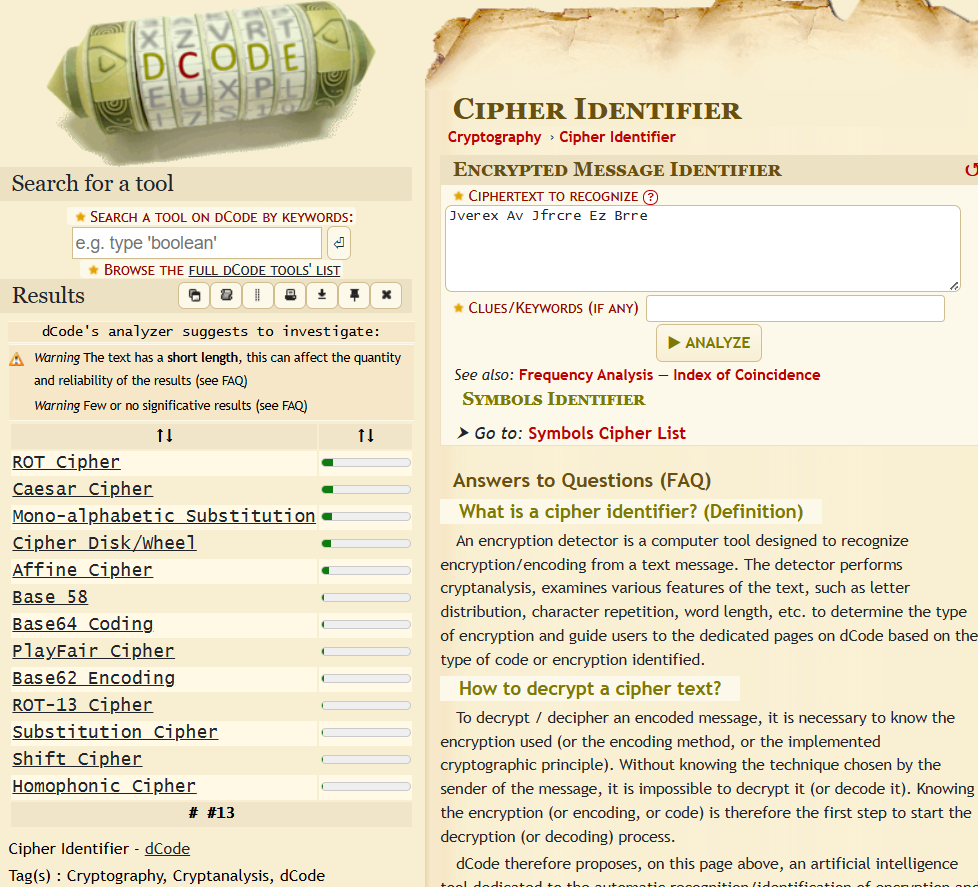 X Z V R T
D C O D E
E U X P L
I 7 S 1 0
Search for a tool
★ Search a tool on dCode by keywords:
e.g. type 'boolean'
⏎
★ Browse the full dCode tools' list
Results
dCode's analyzer suggests to investigate:
Warning The text has a short length, this can affect the quantity
and reliability of the results (see FAQ)
Warning Few or no significative results (see FAQ)
↑↓ ↑↓
ROT Cipher
Caesar Cipher
Mono-alphabetic Substitution
Cipher Disk/Wheel
Affine Cipher
Base 58
Base64 Coding
PlayFair Cipher
Base62 Encoding
ROT-13 Cipher
Substitution Cipher
Shift Cipher
Homophonic Cipher
# #13
Cipher Identifier - dCode
Tag(s) : Cryptography, Cryptanalysis, dCode
Cipher Identifier
Cryptography › Cipher Identifier
Encrypted Message Identifier
★ Ciphertext to recognize ?
Jverex Av Jfrcre Ez Brre
★ Clues/Keywords (if any)
▶ ANALYZE
See also: Frequency Analysis — Index of Coincidence
Symbols Identifier
➤ Go to: Symbols Cipher List
Answers to Questions (FAQ)
What is a cipher identifier? (Definition)
An encryption detector is a computer tool designed to recognize
encryption/encoding from a text message. The detector performs
cryptanalysis, examines various features of the text, such as letter
distribution, character repetition, word length, etc. to determine the type
of encryption and guide users to the dedicated pages on dCode based on the
type of code or encryption identified.
How to decrypt a cipher text?
To decrypt / decipher an encoded message, it is necessary to know the
encryption used (or the encoding method, or the implemented
cryptographic principle). Without knowing the technique chosen by the
sender of the message, it is impossible to decrypt it (or decode it). Knowing
the encryption (or encoding, or code) is therefore the first step to start the
decryption (or decoding) process.
dCode therefore proposes, on this page above, an artificial intelligence
tool dedicated to the automatic recognition/identification of encryption and